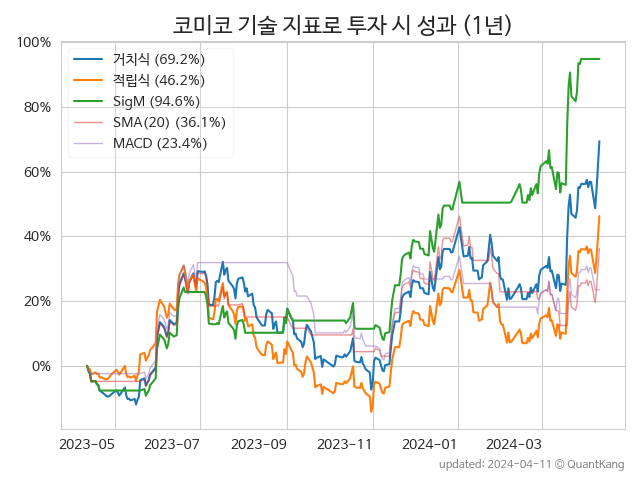 코미코 기술 지표로 투자 시 성과 (1년)
100%
80%
60%
40%
20%
0%
거치식 (69.2%)
적립식 (46.2%)
SigM (94.6%)
SMA(20) (36.1%)
MACD (23.4%)
2023-05 2023-07 2023-09 2023-11 2024-01 2024-03
updated: 2024-04-11 © QuantKang